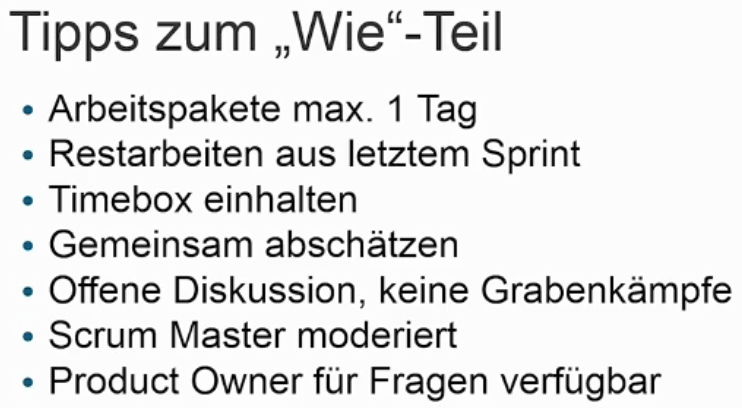 Tipps zum „Wie“-Teil
• Arbeitspakete max. 1 Tag
• Restarbeiten aus letztem Sprint
• Timebox einhalten
• Gemeinsam abschätzen
• Offene Diskussion, keine Grabenkämpfe
• Scrum Master moderiert
• Product Owner für Fragen verfügbar